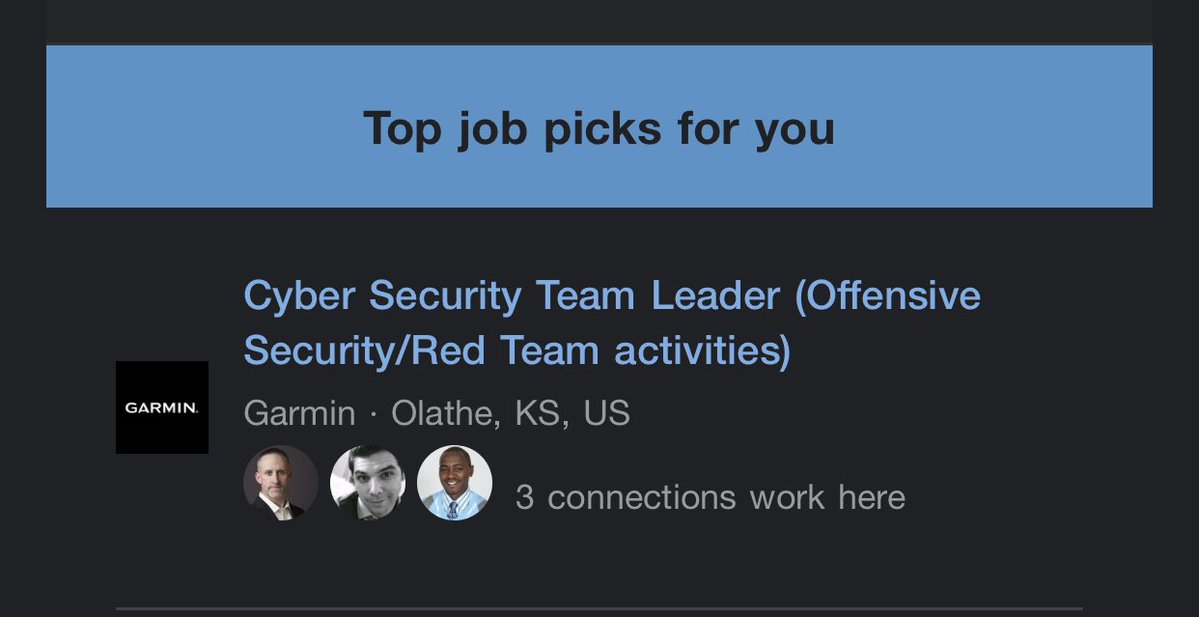 Top job picks for you
Cyber Security Team Leader (Offensive
Security/Red Team activities)
GARMIN.
Garmin · Olathe, KS, US
3 connections work here